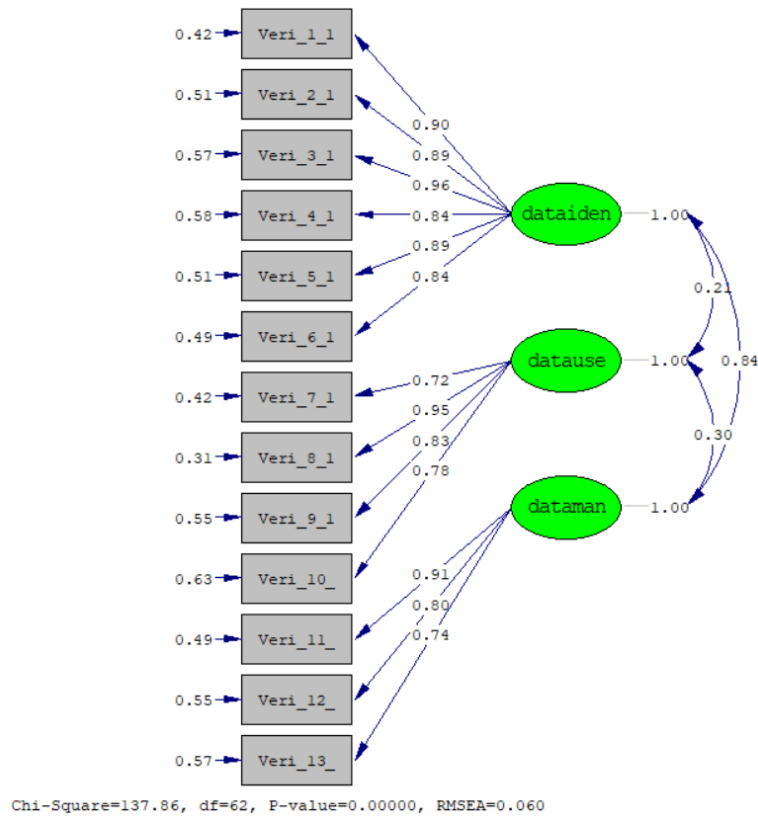 0.42 Veri_1_1
0.51 Veri_2_1
0.90
0.57 Veri_3_1
0.89
0.96
0.58 Veri_4_1
0.84
dataiden 1.00
0.89
0.51 Veri_5_1
0.84
0.21
0.49 Veri_6_1
datause 1.00 0.84
0.72
0.42 Veri_7_1
0.95
0.30
0.83
0.31 Veri_8_1
0.78
dataman 1.00
0.55 Veri_9_1
0.63 Veri_10_
0.91
0.80
0.49 Veri_11_
0.74
0.55 Veri_12_
0.57 Veri_13_
Chi-Square=137.86, df=62, P-value=0.00000, RMSEA=0.060